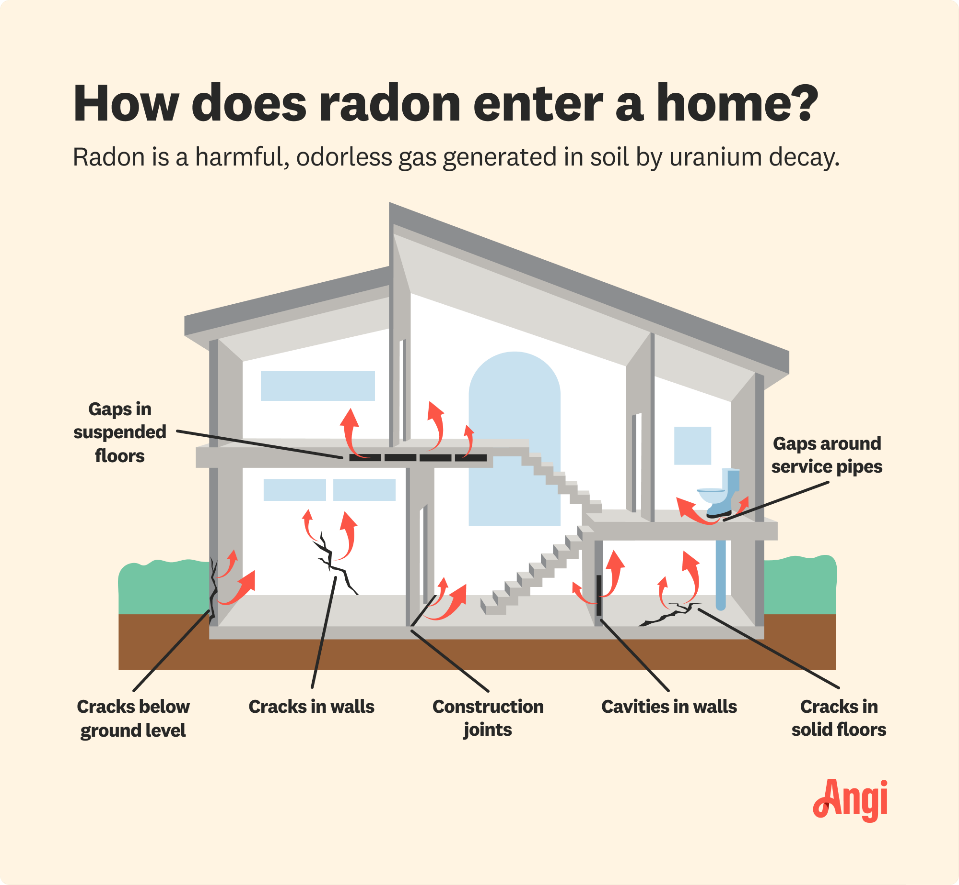 How does radon enter a home?
Radon is a harmful, odorless gas generated in soil by uranium decay.
Gaps in
suspended
floors
Gaps around
service pipes
Cracks below
ground level
Cracks in walls
Construction
joints
Cavities in walls
Cracks in
solid floors
Angi